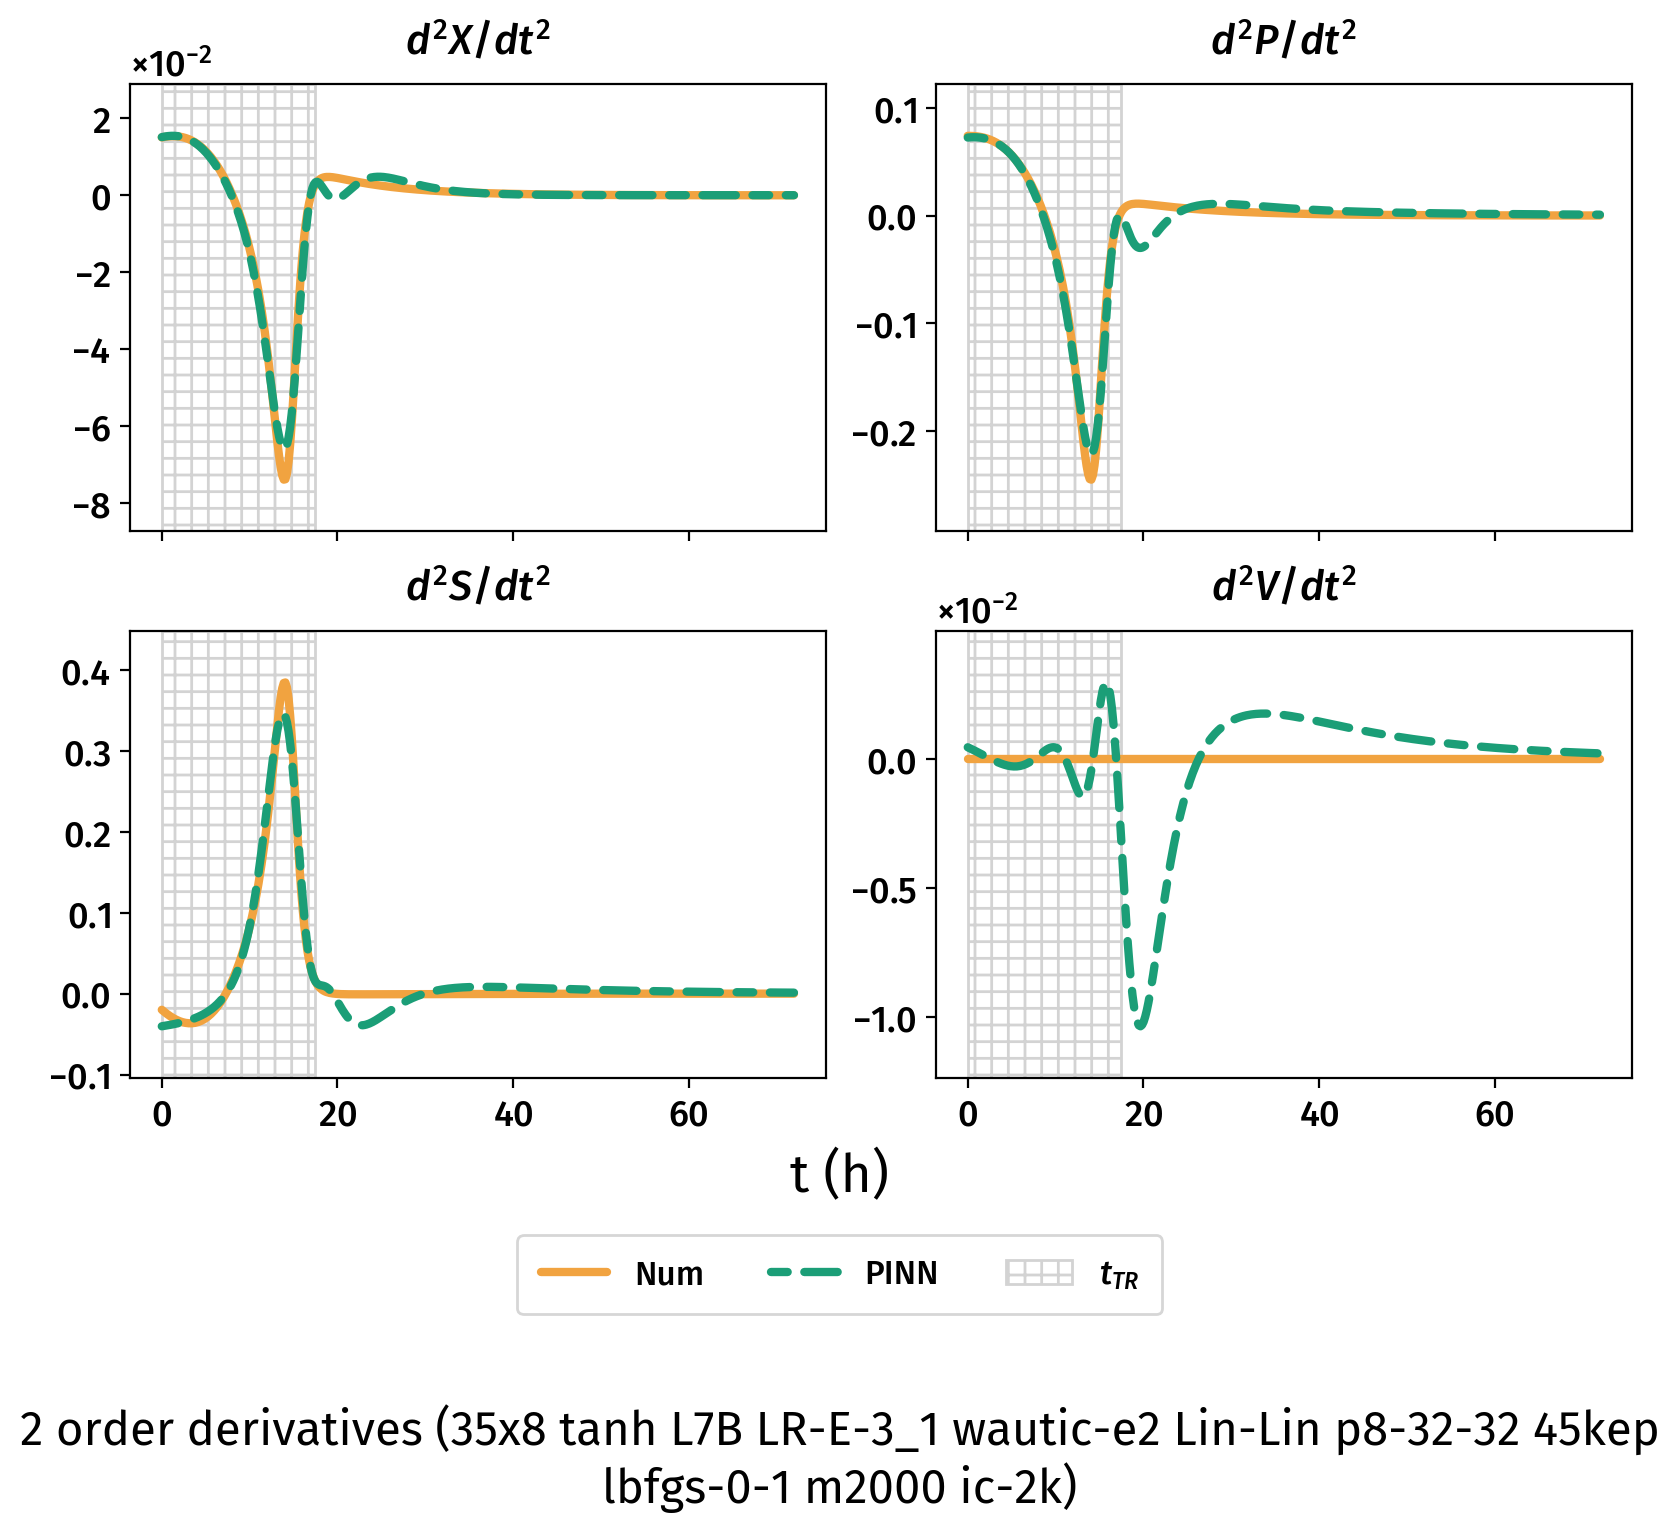 d²X/dt²
×10⁻²
2
0
−2
−4
−6
−8
d²P/dt²
0.1
0.0
−0.1
−0.2
d²S/dt²
0.4
0.3
0.2
0.1
0.0
−0.1
0 20 40 60
d²V/dt²
×10⁻²
0.0
−0.5
−1.0
0 20 40 60
t (h)
Num PINN t_TR
2 order derivatives (35x8 tanh L7B LR-E-3_1 wautic-e2 Lin-Lin p8-32-32 45kep
lbfgs-0-1 m2000 ic-2k)